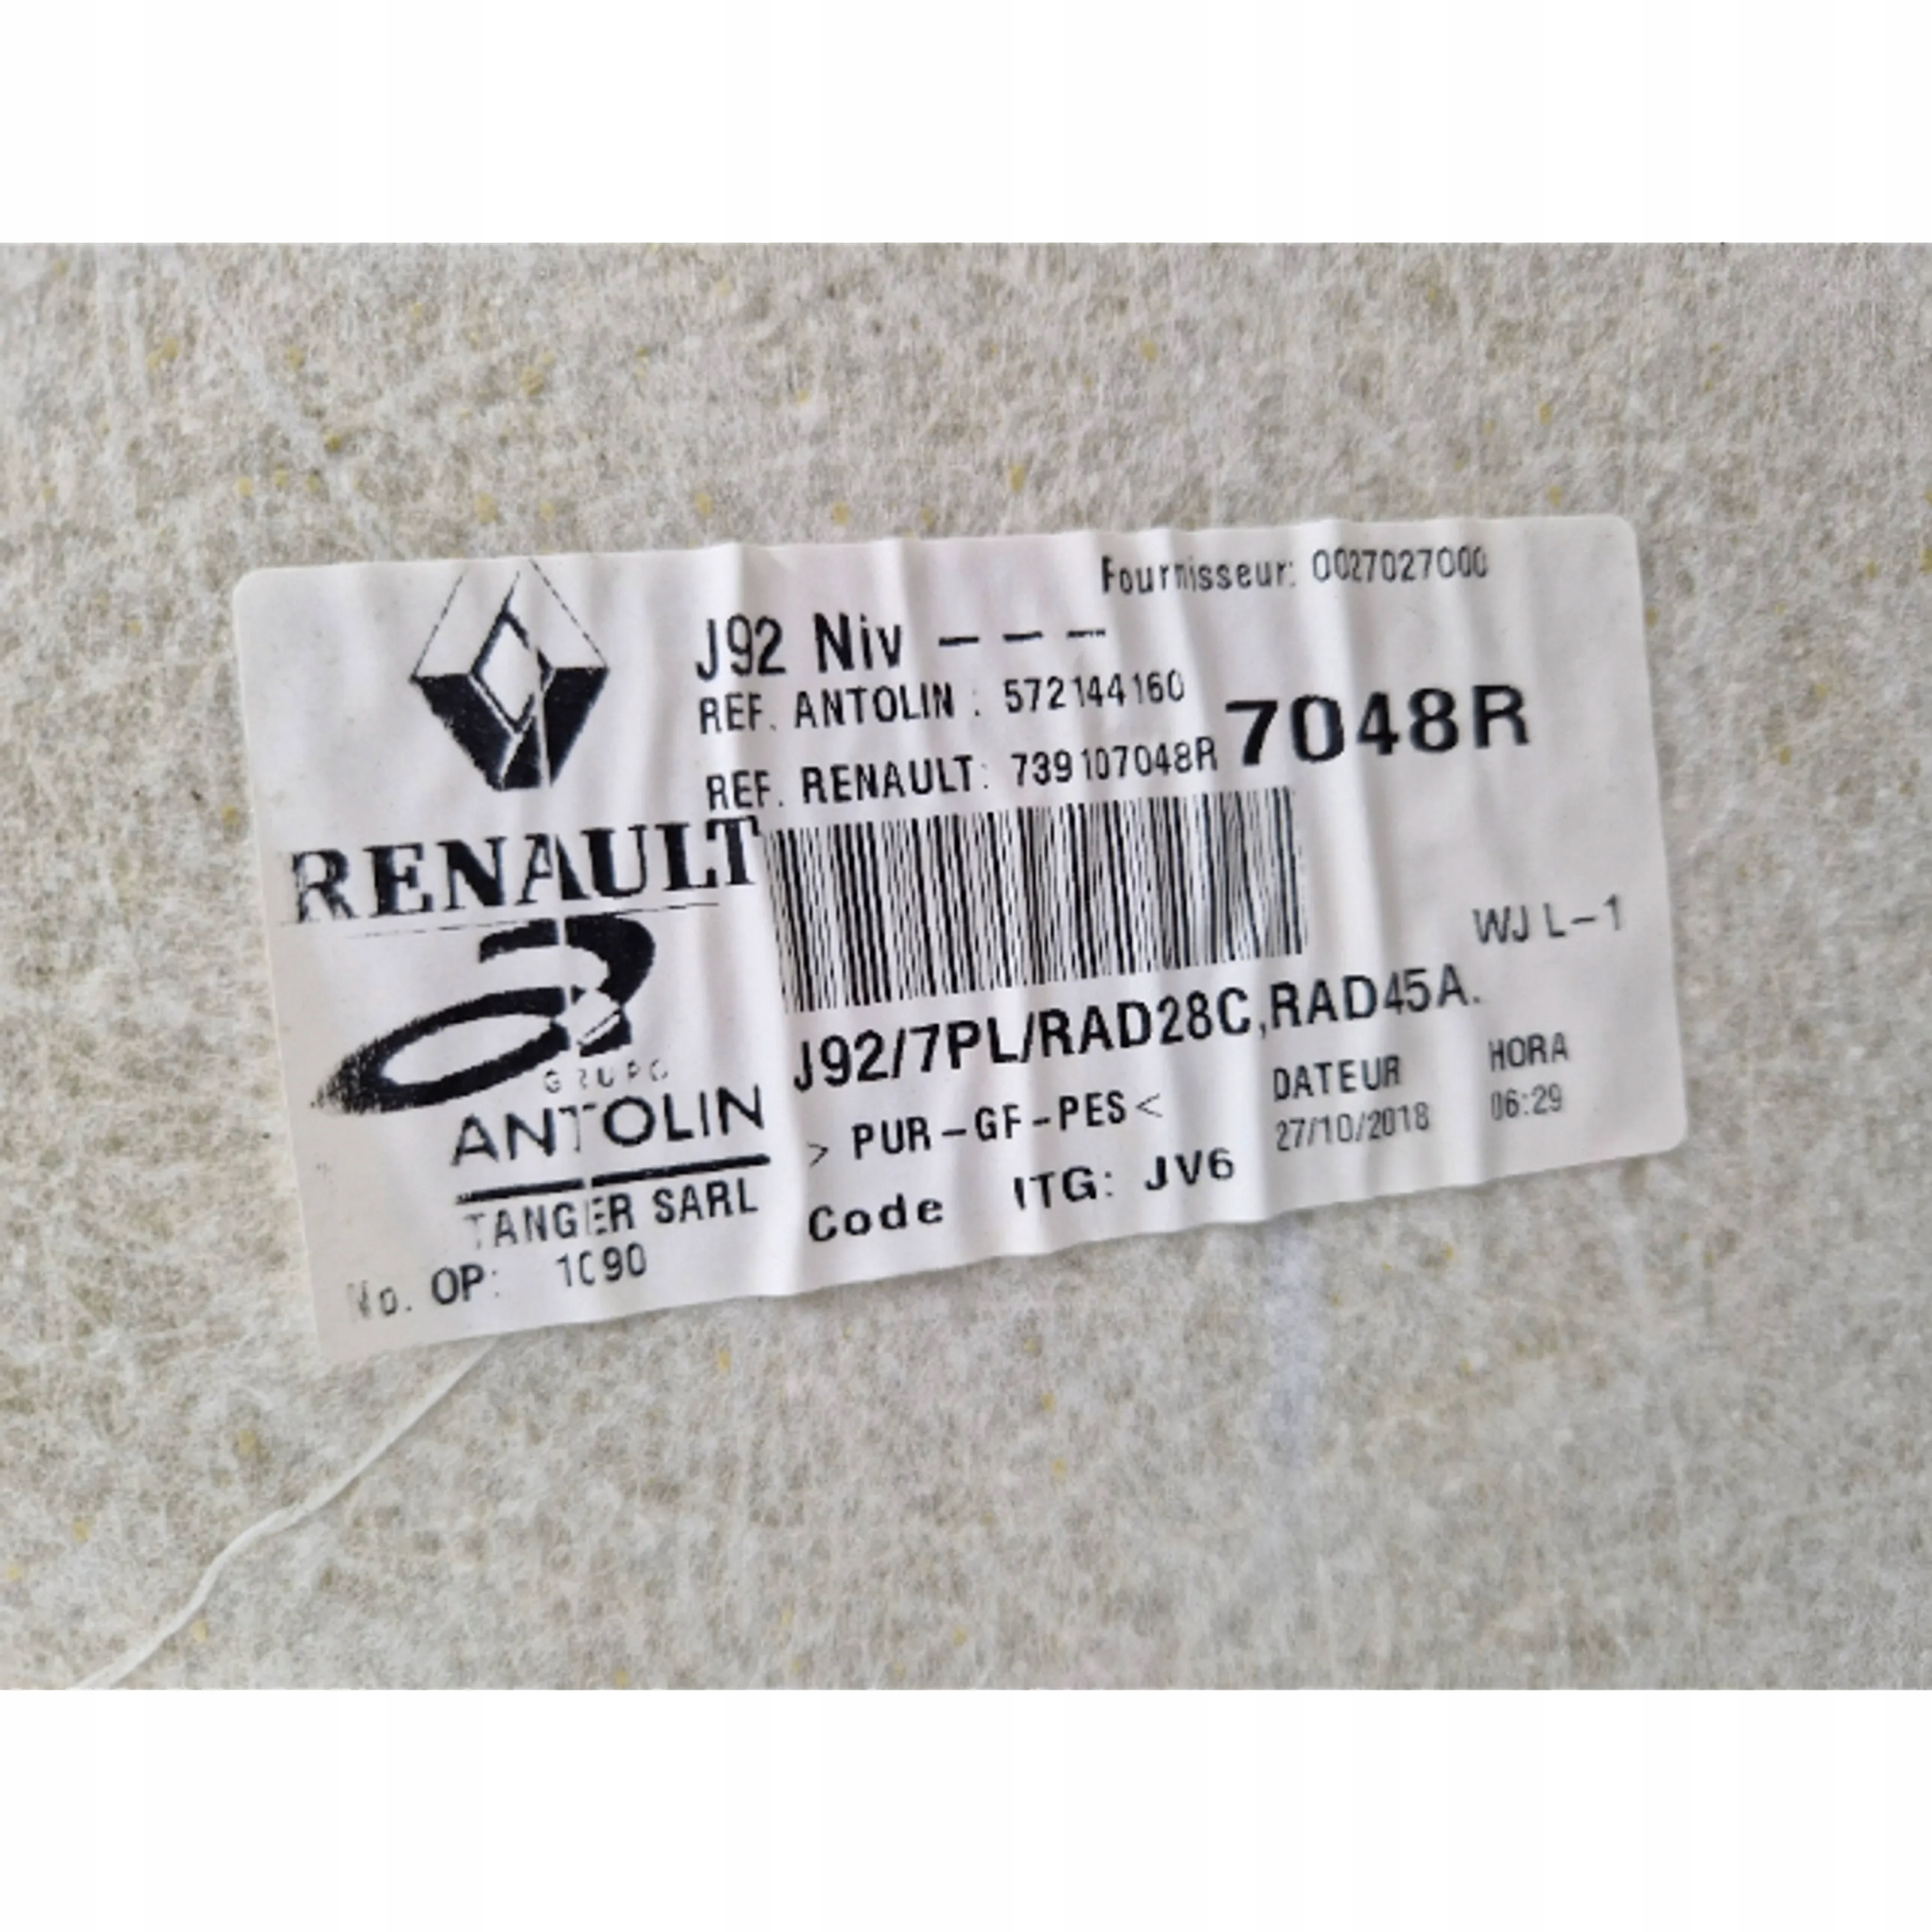 Fournisseur: 0027027000
J92 Niv - - -
REF. ANTOLIN : 572144160
REF. RENAULT: 739107048R 7048R
RENAULT
WJ L-1
J92/7PL/RAD28C,RAD45A.
GRUPO
ANTOLIN
> PUR-GF-PES<
DATEUR HORA
27/10/2018 06:29
TANGER SARL
Code ITG: JV6
No. OP: 1090